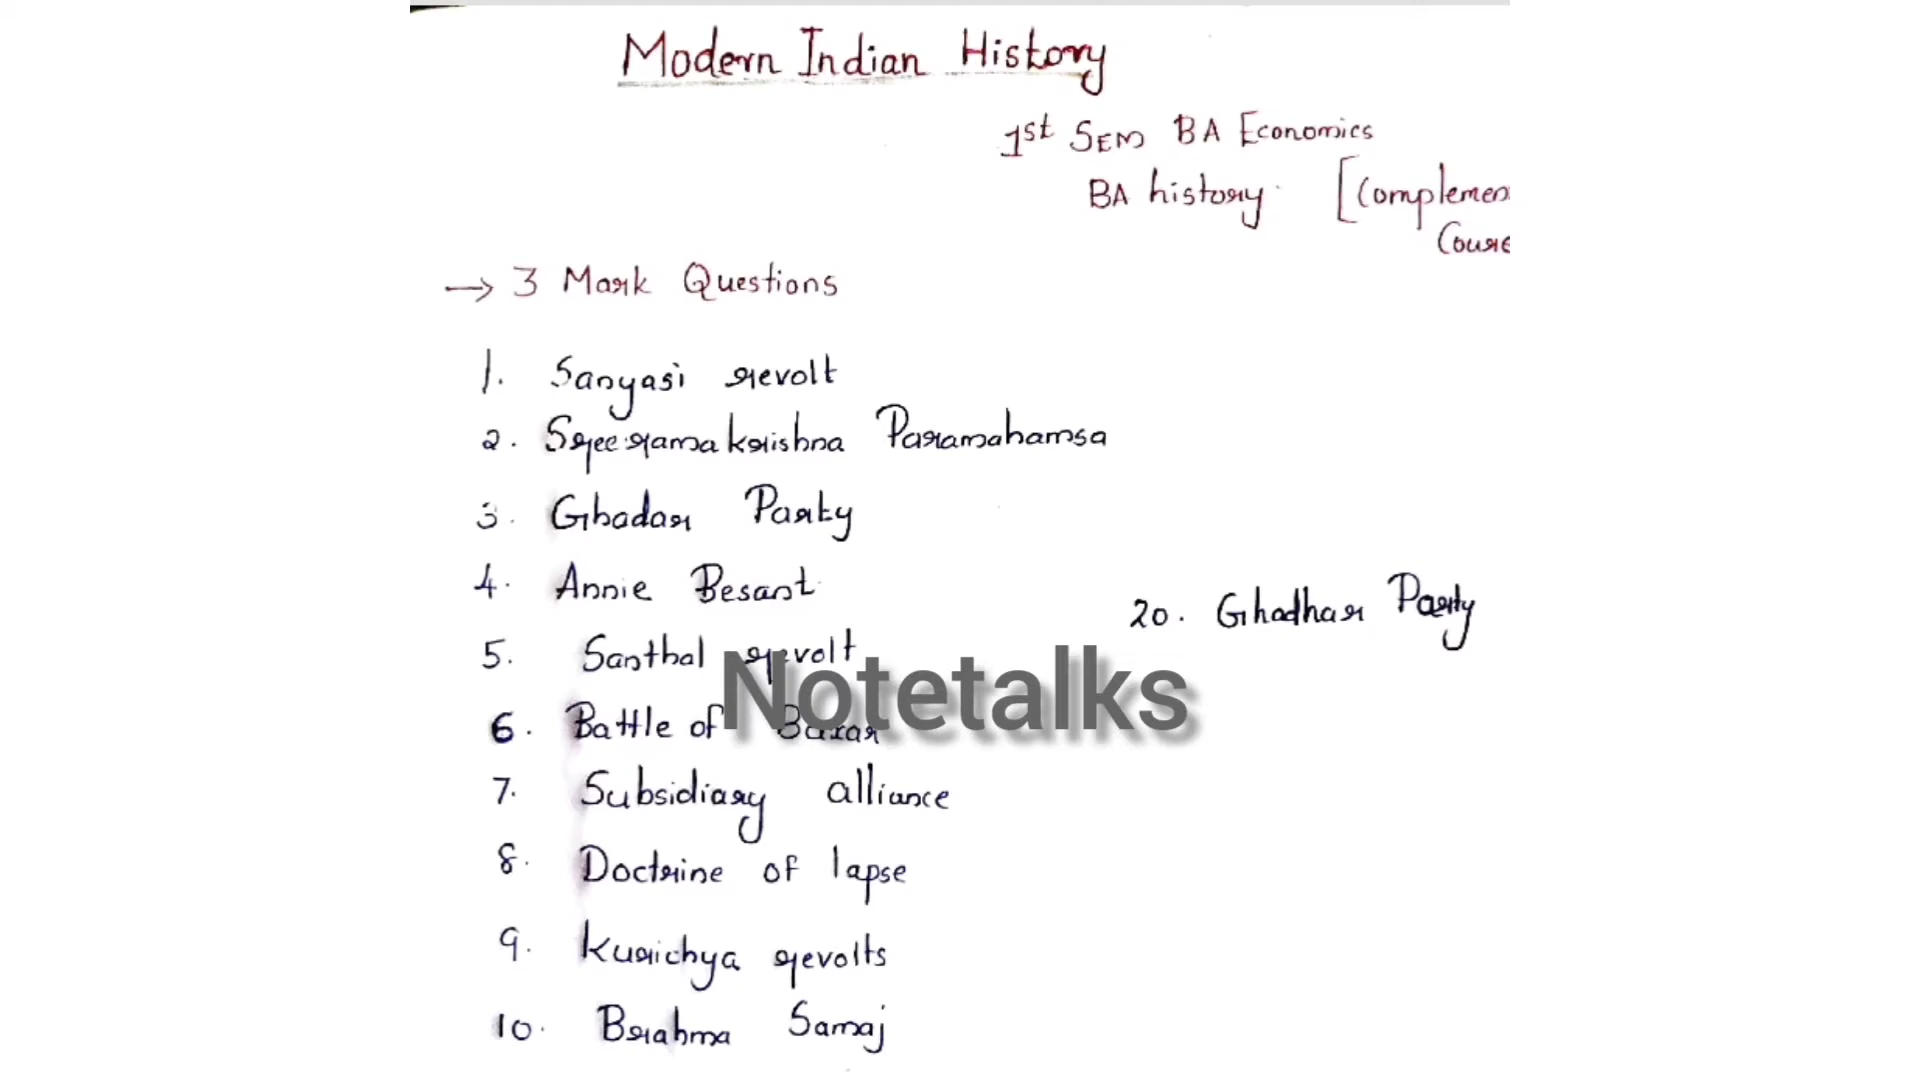 Modern Indian History
1st SEM BA Economics
BA history [Complemen
Course
→ 3 Mark Questions
1. Sanyasi revolt
2. Sreeramakrishna Paramahamsa
3. Ghadar Party
4. Annie Besant
20. Ghadhar Party
5. Santhal revolt
Notetalks
6. Battle of Buxar
7. Subsidiary alliance
8. Doctrine of lapse
9. Kurichya revolts
10. Brahma Samaj